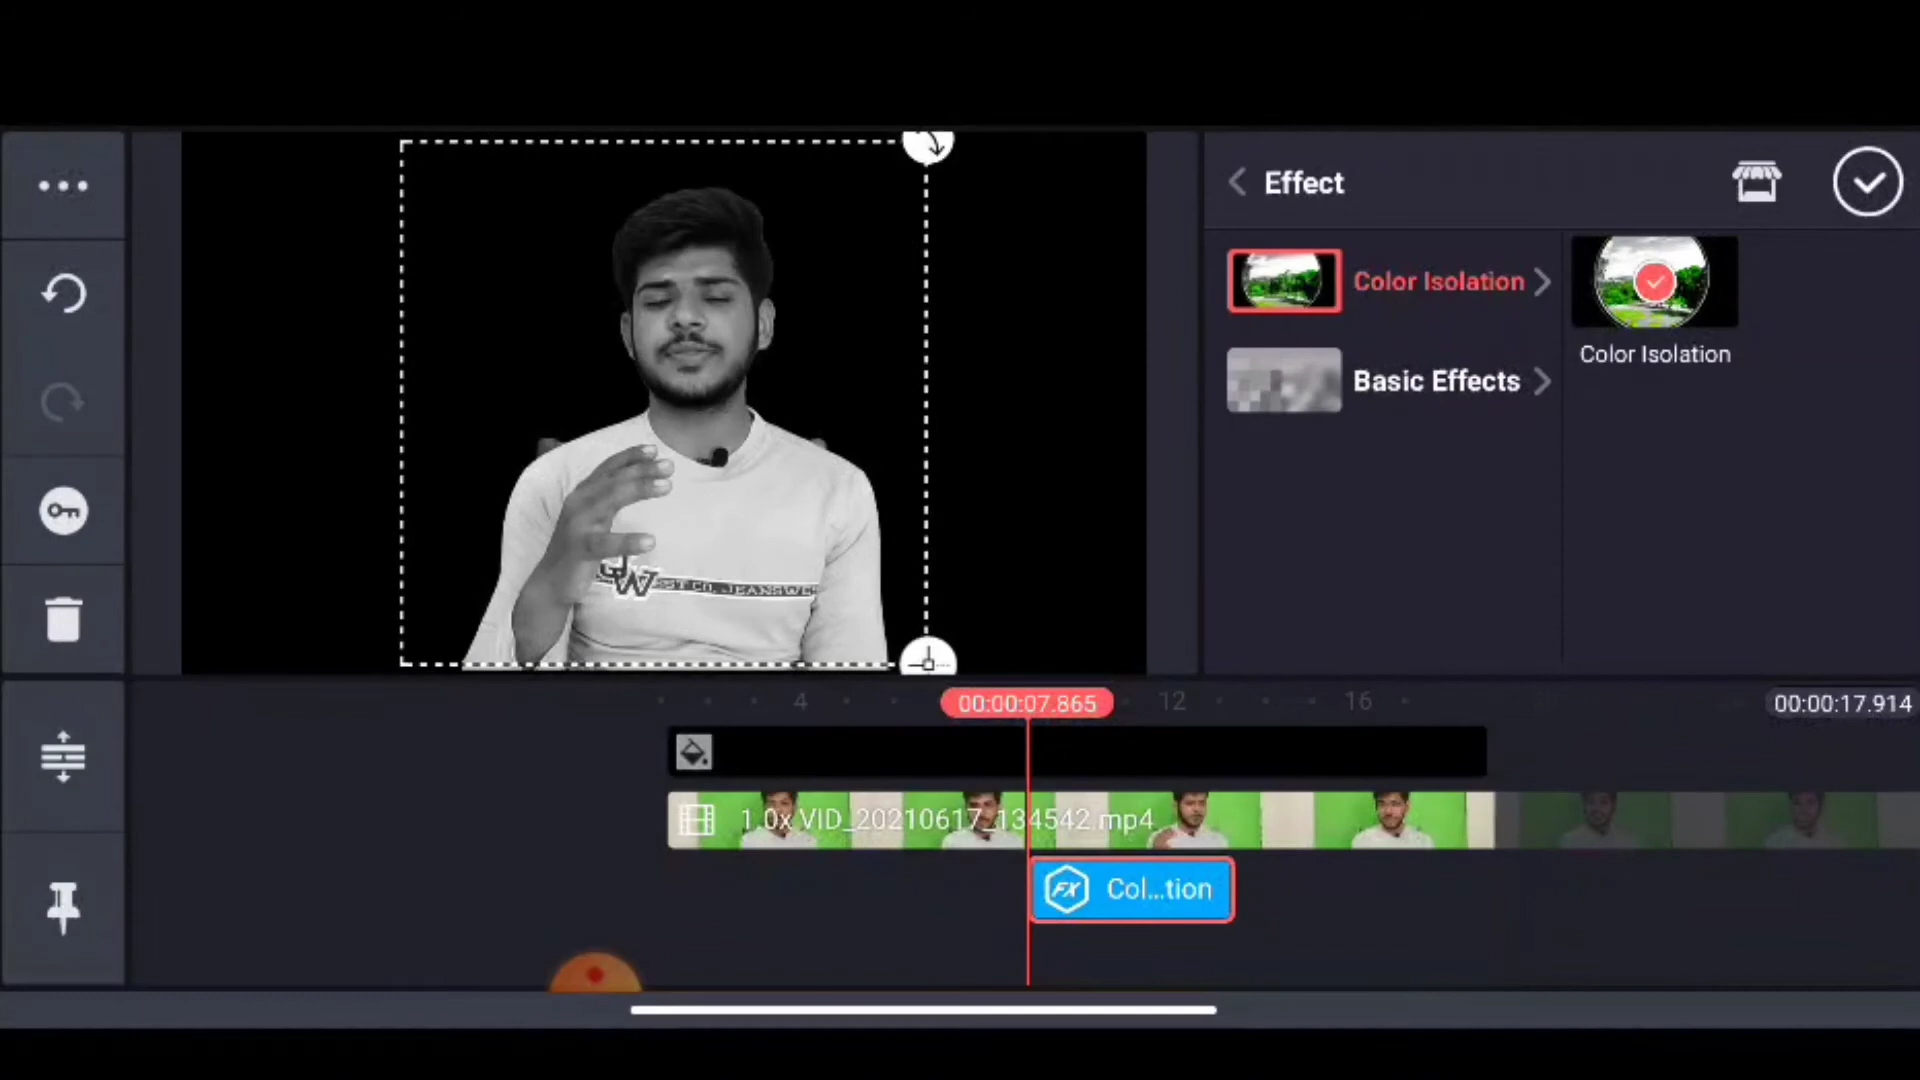 Effect
Color Isolation
Color Isolation
Basic Effects
4
00:00:07.865
12
16
00:00:17.914
1.0x VID_20210617_134542.mp4
FX
Col...tion